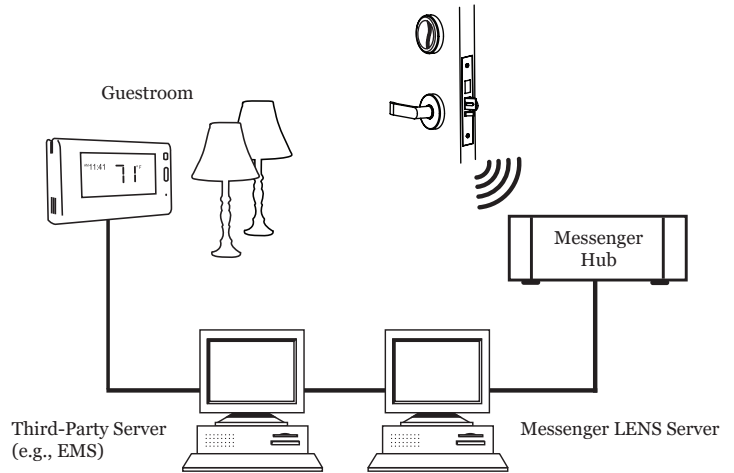 Guestroom
11:41
71°F
Messenger
Hub
Third-Party Server
(e.g., EMS)
Messenger LENS Server